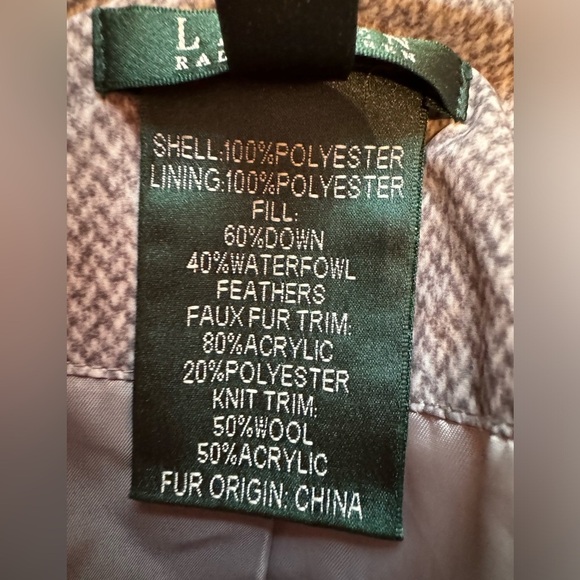 SHELL:100%POLYESTER
LINING:100%POLYESTER
FILL:
60%DOWN
40%WATERFOWL
FEATHERS
FAUX FUR TRIM:
80%ACRYLIC
20%POLYESTER
KNIT TRIM:
50%WOOL
50%ACRYLIC
FUR ORIGIN: CHINA